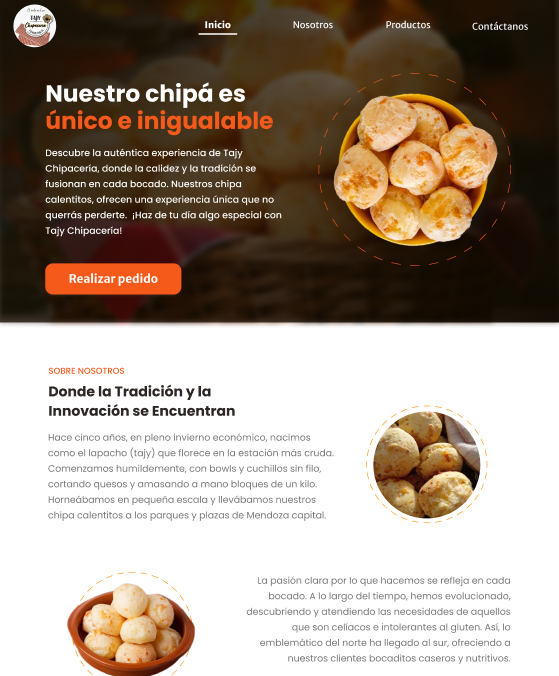 TAJY
Chipaceria
Inicio
Nosotros
Productos
Contáctanos
Nuestro chipá es
único e inigualable
Descubre la auténtica experiencia de Tajy
Chipacería, donde la calidez y la tradición se
fusionan en cada bocado. Nuestros chipa
calentitos, ofrecen una experiencia única que no
querrás perderte. ¡Haz de tu día algo especial con
Tajy Chipacería!
Realizar pedido
SOBRE NOSOTROS
Donde la Tradición y la
Innovación se Encuentran
Hace cinco años, en pleno invierno económico, nacimos
como el lapacho (tajy) que florece en la estación más cruda.
Comenzamos humildemente, con bowls y cuchillos sin filo,
cortando quesos y amasando a mano bloques de un kilo.
Horneábamos en pequeña escala y llevábamos nuestros
chipa calentitos a los parques y plazas de Mendoza capital.
La pasión clara por lo que hacemos se refleja en cada
bocado. A lo largo del tiempo, hemos evolucionado,
descubriendo y atendiendo las necesidades de aquellos
que son celíacos e intolerantes al gluten. Así, lo
emblemático del norte ha llegado al sur, ofreciendo a
nuestros clientes bocaditos caseros y nutritivos.